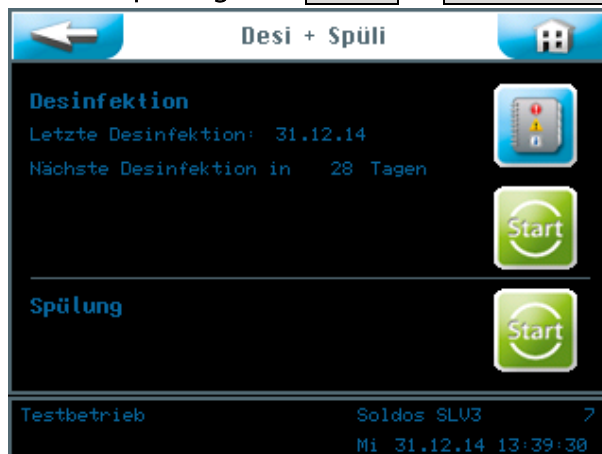 Desi + Spüli
Desinfektion
Letzte Desinfektion: 31.12.14
Nächste Desinfektion in 28 Tagen
Start
Spülung
Start
Testbetrieb Soldos SLV3 7
Mi 31.12.14 13:39:30